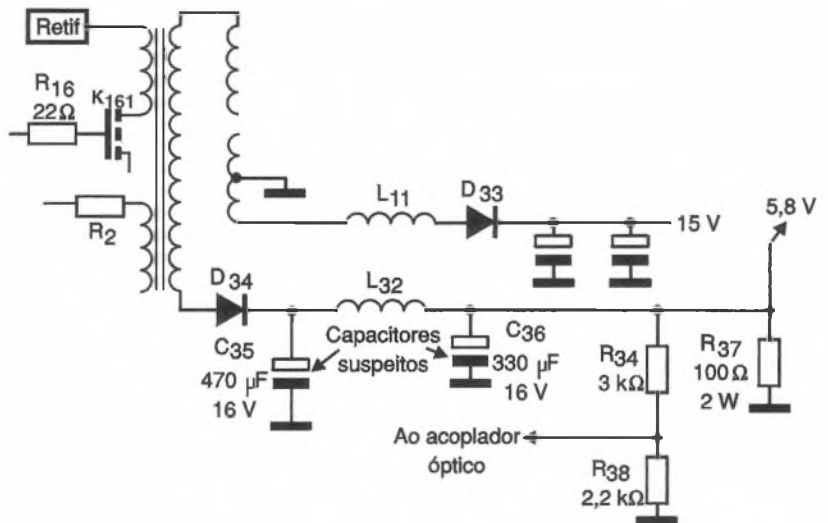 Retif
R16
22Ω
K161
R2
L11
D33
15 V
5,8 V
D34
L32
C35
470 µF
16 V
Capacitores
suspeitos
C36
330 µF
16 V
R34
3 kΩ
R37
100Ω
2 W
Ao acoplador
óptico
R38
2,2 kΩ